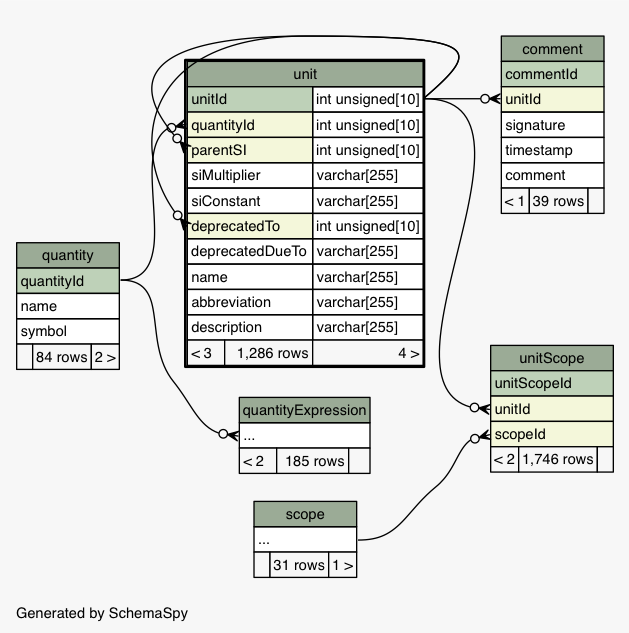 unit
unitId int unsigned[10]
quantityId int unsigned[10]
parentSI int unsigned[10]
siMultiplier varchar[255]
siConstant varchar[255]
deprecatedTo int unsigned[10]
deprecatedDueTo varchar[255]
name varchar[255]
abbreviation varchar[255]
description varchar[255]
< 3 1,286 rows 4 >
comment
commentId
unitId
signature
timestamp
comment
< 1 39 rows
quantity
quantityId
name
symbol
84 rows 2 >
unitScope
unitScopeId
unitId
scopeId
< 2 1,746 rows
quantityExpression
...
< 2 185 rows
scope
...
31 rows 1 >
Generated by SchemaSpy